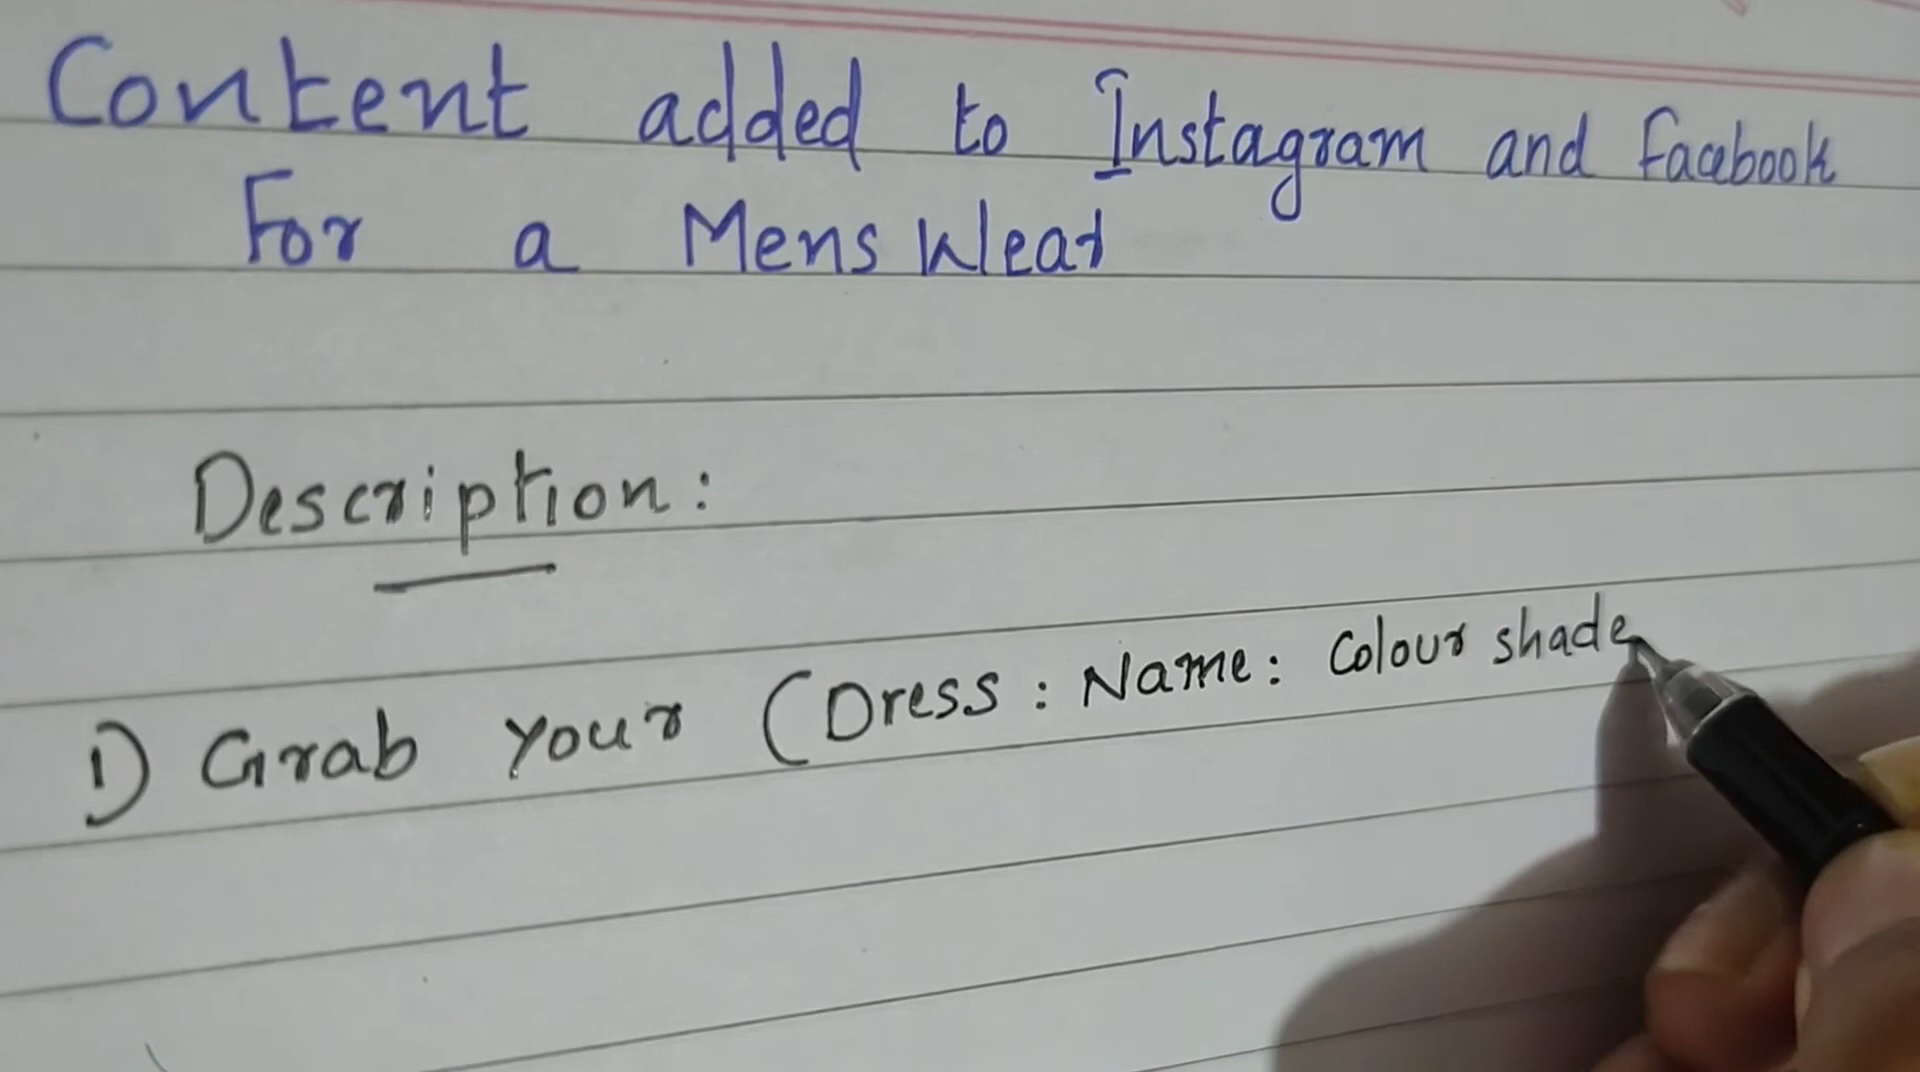 Content added to Instagram and Facebook
For a Mens Wear
Description:
1) Grab your (Dress : Name: Colour shade